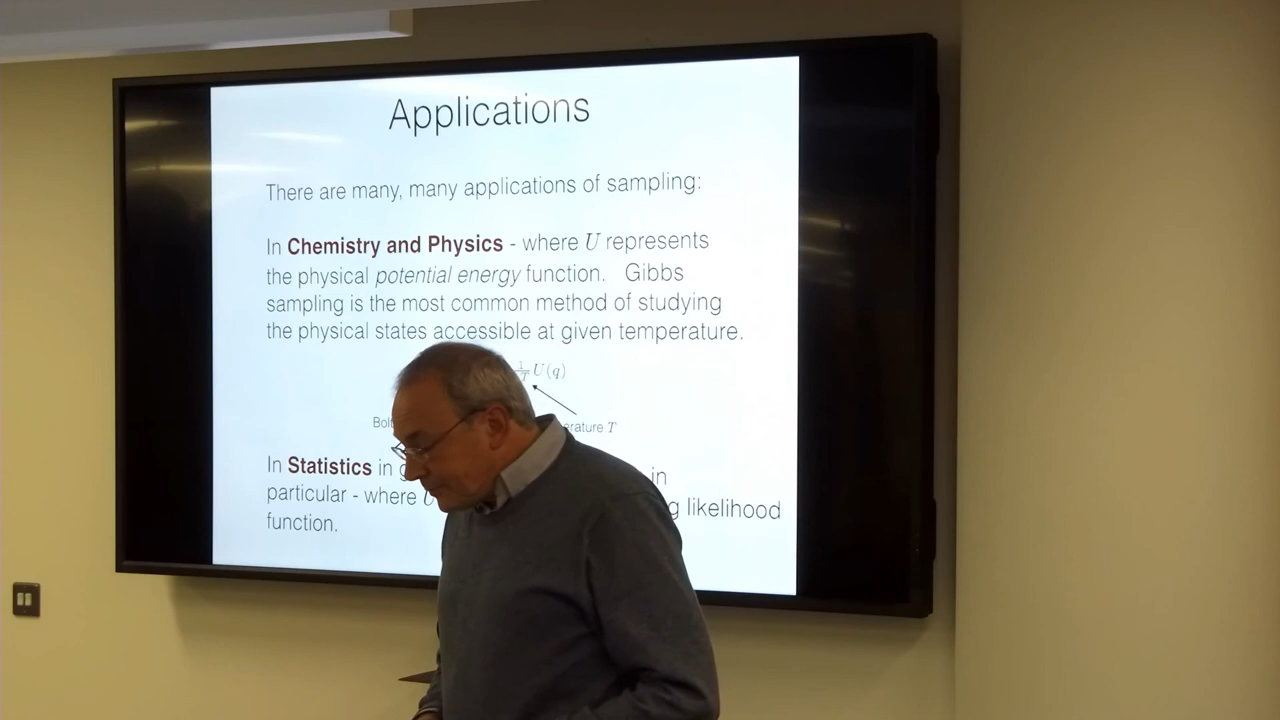 Applications
There are many, many applications of sampling:
In Chemistry and Physics - where U represents
the physical potential energy function. Gibbs
sampling is the most common method of studying
the physical states accessible at given temperature.
U(q)
T
In Statistics in
in
particular - where
likelihood
function.